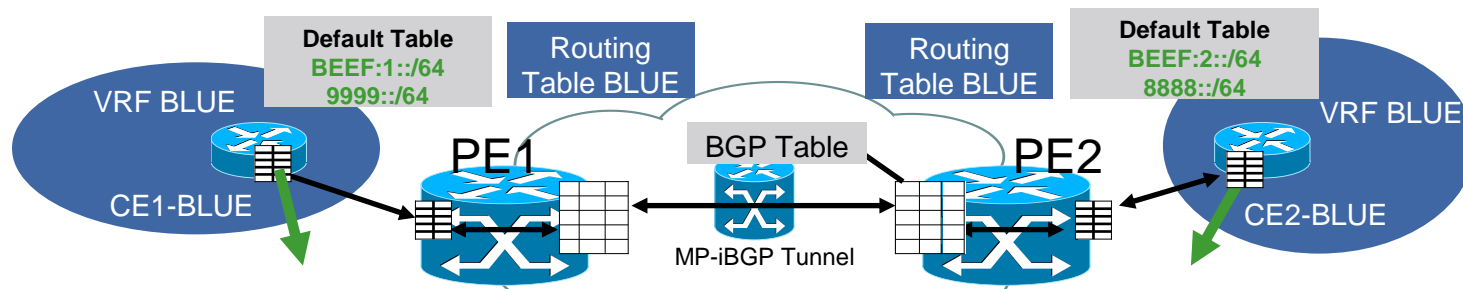 Default Table
BEEF:1::/64
9999::/64
Routing
Table BLUE
Routing
Table BLUE
Default Table
BEEF:2::/64
8888::/64
VRF BLUE
VRF BLUE
PE1
BGP Table
PE2
CE1-BLUE
CE2-BLUE
MP-iBGP Tunnel